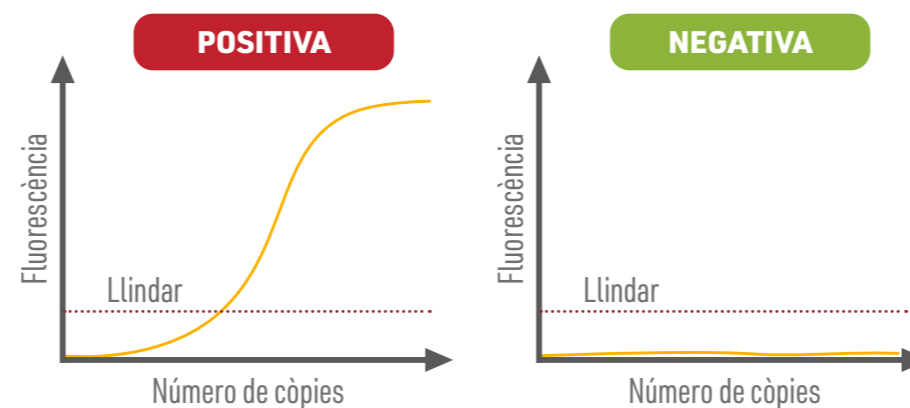 POSITIVA
Fluorescència
Llindar
Número de còpies
NEGATIVA
Fluorescència
Llindar
Número de còpies